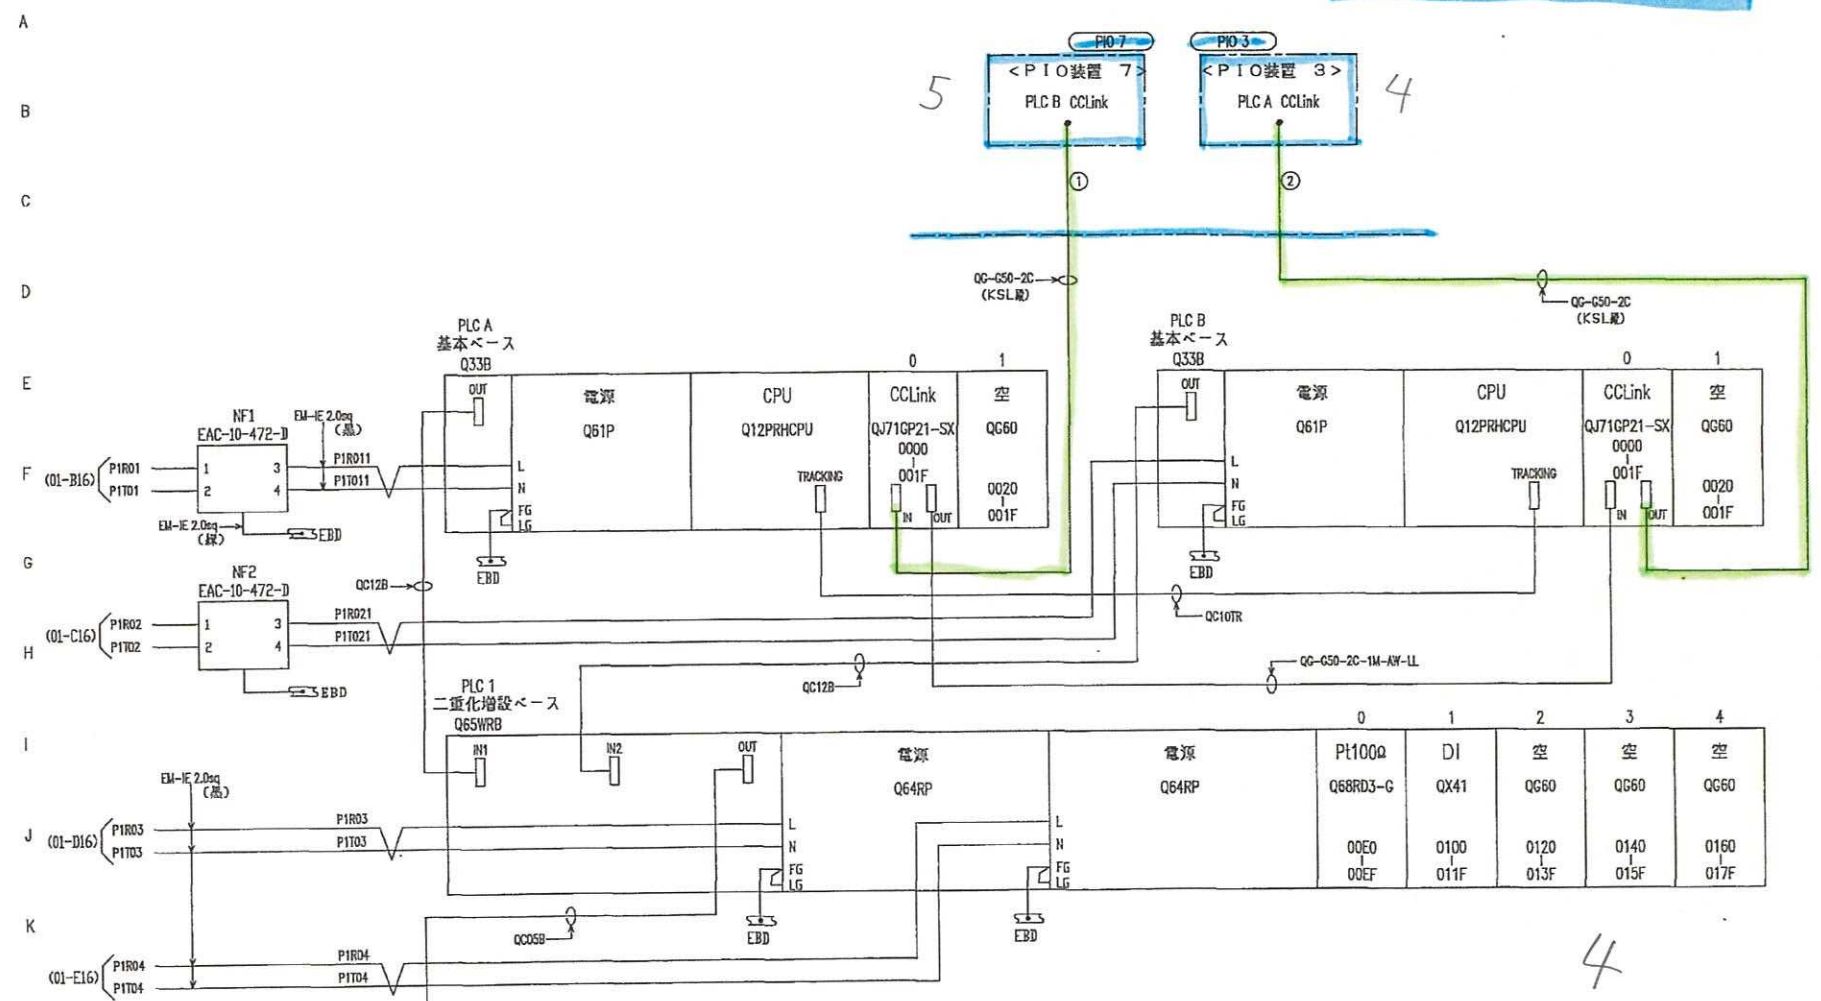 A
PIO 7
PIO 3
<PIO装置 7>
PLC B CCLink
<PIO装置 3>
PLC A CCLink
5
4
B
①
②
C
QG-G50-2C
(KSL殿)
D
QG-G50-2C
(KSL殿)
PLC A
基本ベース
Q33B
PLC B
基本ベース
Q33B
E
OUT
電源
Q61P
CPU
Q12PRHCPU
0
CCLink
QJ71GP21-SX
0000
001F
1
空
QG60
0020
001F
OUT
電源
Q61P
CPU
Q12PRHCPU
0
CCLink
QJ71GP21-SX
0000
001F
1
空
QG60
0020
001F
NF1
EAC-10-472-D
EM-IE 2.0sq
(黒)
F
(01-B16)
P1R01
P1T01
1
2
3
4
P1R011
P1T011
L
N
FG
LG
TRACKING
IN
OUT
L
N
FG
LG
TRACKING
IN
OUT
EM-IE 2.0sq
(緑)
EBD
G
EBD
EBD
NF2
EAC-10-472-D
QC12B
QC10TR
H
(01-C16)
P1R02
P1T02
1
2
3
4
P1R021
P1T021
EBD
QC12B
QG-G50-2C-1M-AW-LL
PLC 1
二重化増設ベース
Q65WRB
I
IN1
IN2
OUT
電源
Q64RP
電源
Q64RP
0
Pt100Ω
Q68RD3-G
00E0
00EF
1
DI
QX41
0100
011F
2
空
QG60
0120
013F
3
空
QG60
0140
015F
4
空
QG60
0160
017F
EM-IE 2.0sq
(黒)
J
(01-D16)
P1R03
P1T03
P1R03
P1T03
L
N
FG
LG
L
N
FG
LG
K
QC05B
EBD
EBD
(01-E16)
P1R04
P1T04
P1R04
P1T04
4